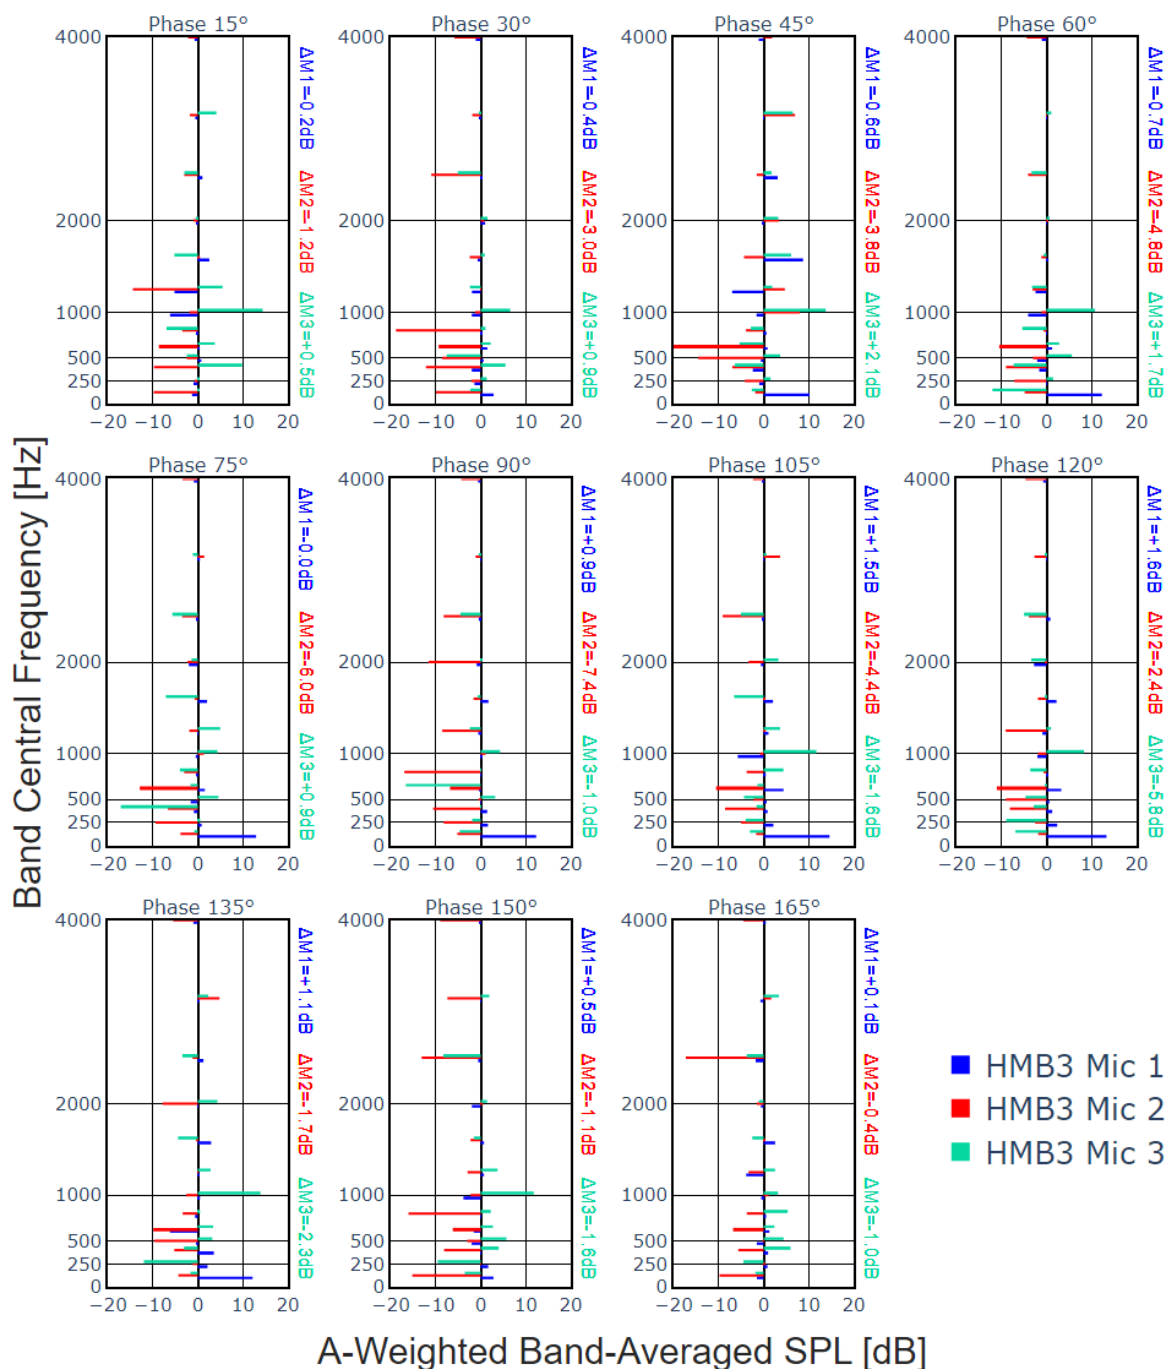 Phase 15°
4000
2000
1000
500
250
0
−20 −10 0 10 20
ΔM1=-0.2dB
ΔM2=-1.2dB
ΔM3=+0.5dB
Phase 30°
4000
2000
1000
500
250
0
−20 −10 0 10 20
ΔM1=-0.4dB
ΔM2=-3.0dB
ΔM3=+0.9dB
Phase 45°
4000
2000
1000
500
250
0
−20 −10 0 10 20
ΔM1=-0.6dB
ΔM2=-3.8dB
ΔM3=+2.1dB
Phase 60°
4000
2000
1000
500
250
0
−20 −10 0 10 20
ΔM1=-0.7dB
ΔM2=-4.8dB
ΔM3=+1.7dB
Band Central Frequency [Hz]
Phase 75°
4000
2000
1000
500
250
0
−20 −10 0 10 20
ΔM1=-0.0dB
ΔM2=-6.0dB
ΔM3=+0.9dB
Phase 90°
4000
2000
1000
500
250
0
−20 −10 0 10 20
ΔM1=+0.9dB
ΔM2=-7.4dB
ΔM3=-1.0dB
Phase 105°
4000
2000
1000
500
250
0
−20 −10 0 10 20
ΔM1=+1.5dB
ΔM2=-4.4dB
ΔM3=-1.6dB
Phase 120°
4000
2000
1000
500
250
0
−20 −10 0 10 20
ΔM1=+1.6dB
ΔM2=-2.4dB
ΔM3=-5.8dB
Phase 135°
4000
2000
1000
500
250
0
−20 −10 0 10 20
ΔM1=+1.1dB
ΔM2=-1.7dB
ΔM3=-2.3dB
Phase 150°
4000
2000
1000
500
250
0
−20 −10 0 10 20
ΔM1=+0.5dB
ΔM2=-1.1dB
ΔM3=-1.6dB
Phase 165°
4000
2000
1000
500
250
0
−20 −10 0 10 20
ΔM1=+0.1dB
ΔM2=-0.4dB
ΔM3=-1.0dB
HMB3 Mic 1
HMB3 Mic 2
HMB3 Mic 3
A-Weighted Band-Averaged SPL [dB]